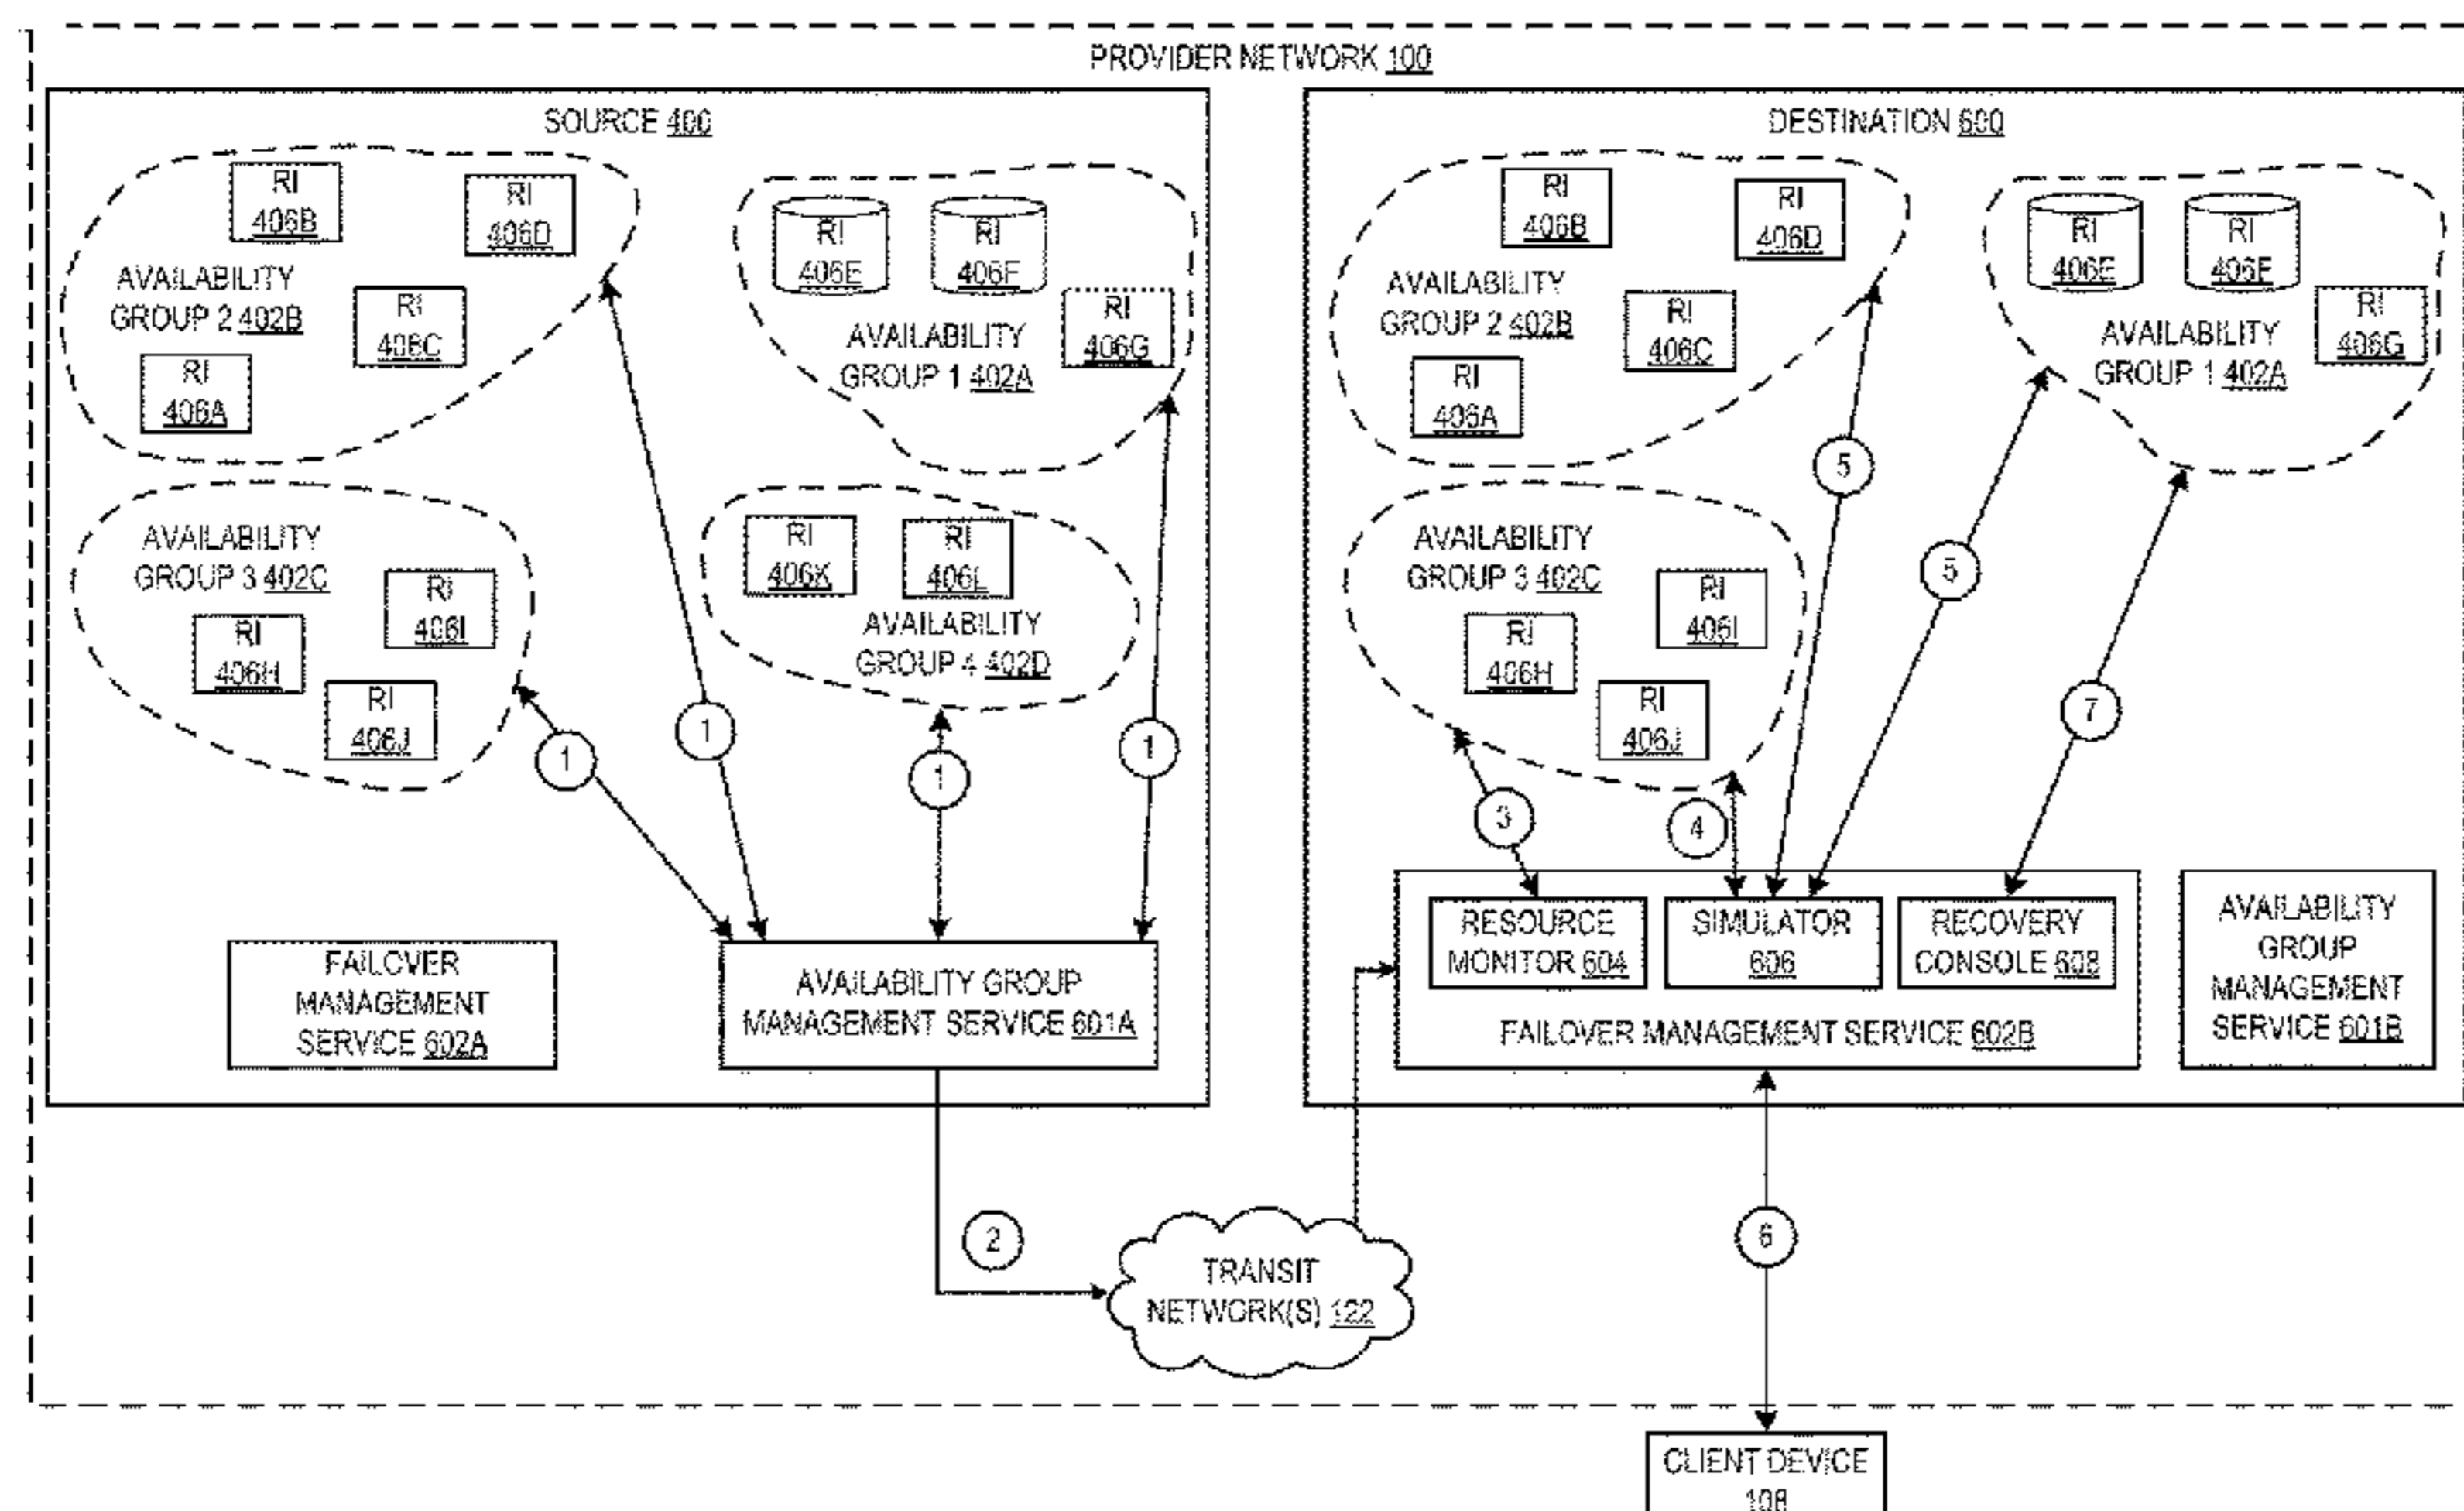 PROVIDER NETWORK 100
SOURCE 400
RI
406B
RI
406D
AVAILABILITY
GROUP 2 402B
RI
406C
RI
406A
RI
406E
RI
406F
RI
406G
AVAILABILITY
GROUP 1 402A
AVAILABILITY
GROUP 3 402C
RI
406I
RI
406H
RI
406J
RI
406K
RI
406L
AVAILABILITY
GROUP 4 402D
1
1
1
1
FAILOVER
MANAGEMENT
SERVICE 602A
AVAILABILITY GROUP
MANAGEMENT SERVICE 601A
DESTINATION 600
RI
406B
RI
406D
AVAILABILITY
GROUP 2 402B
RI
406C
RI
406A
RI
406E
RI
406F
RI
406G
AVAILABILITY
GROUP 1 402A
AVAILABILITY
GROUP 3 402C
RI
406I
RI
406H
RI
406J
5
5
7
3
4
RESOURCE
MONITOR 604
SIMULATOR
606
RECOVERY
CONSOLE 608
FAILOVER MANAGEMENT SERVICE 602B
AVAILABILITY
GROUP
MANAGEMENT
SERVICE 601B
2
TRANSIT
NETWORK(S) 122
6
CLIENT DEVICE
108